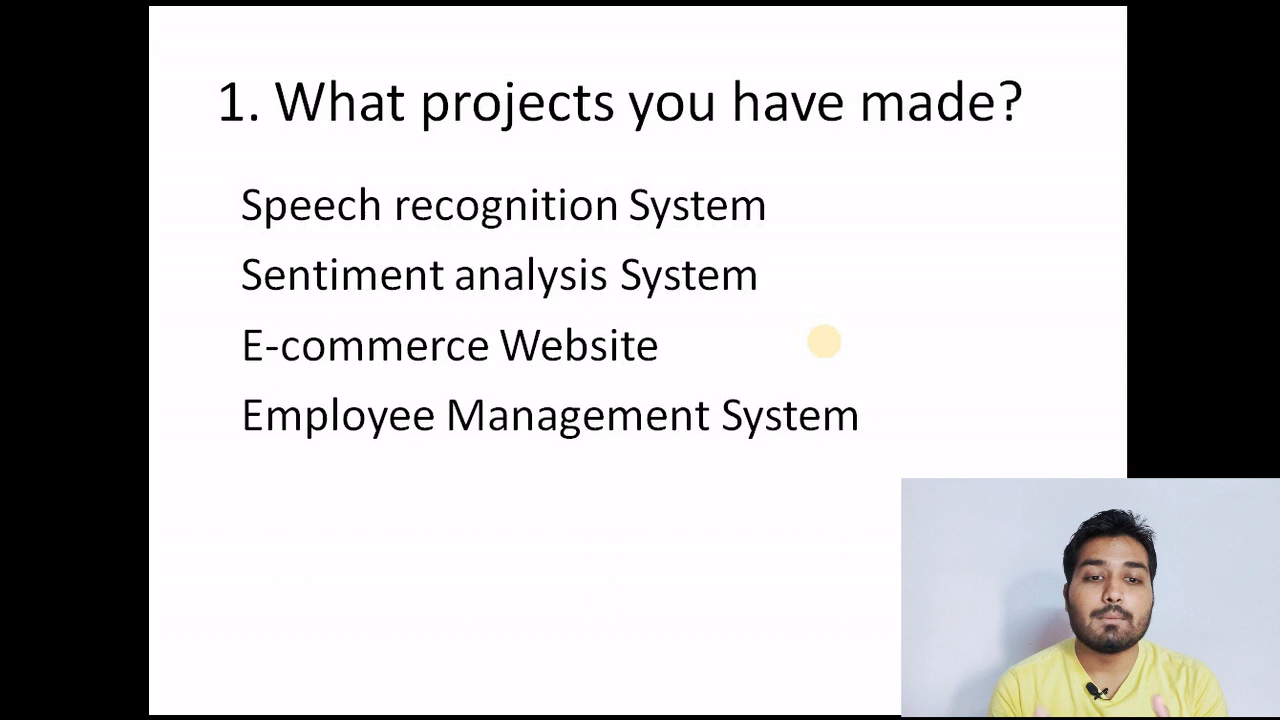 1. What projects you have made?
Speech recognition System
Sentiment analysis System
E-commerce Website
Employee Management System